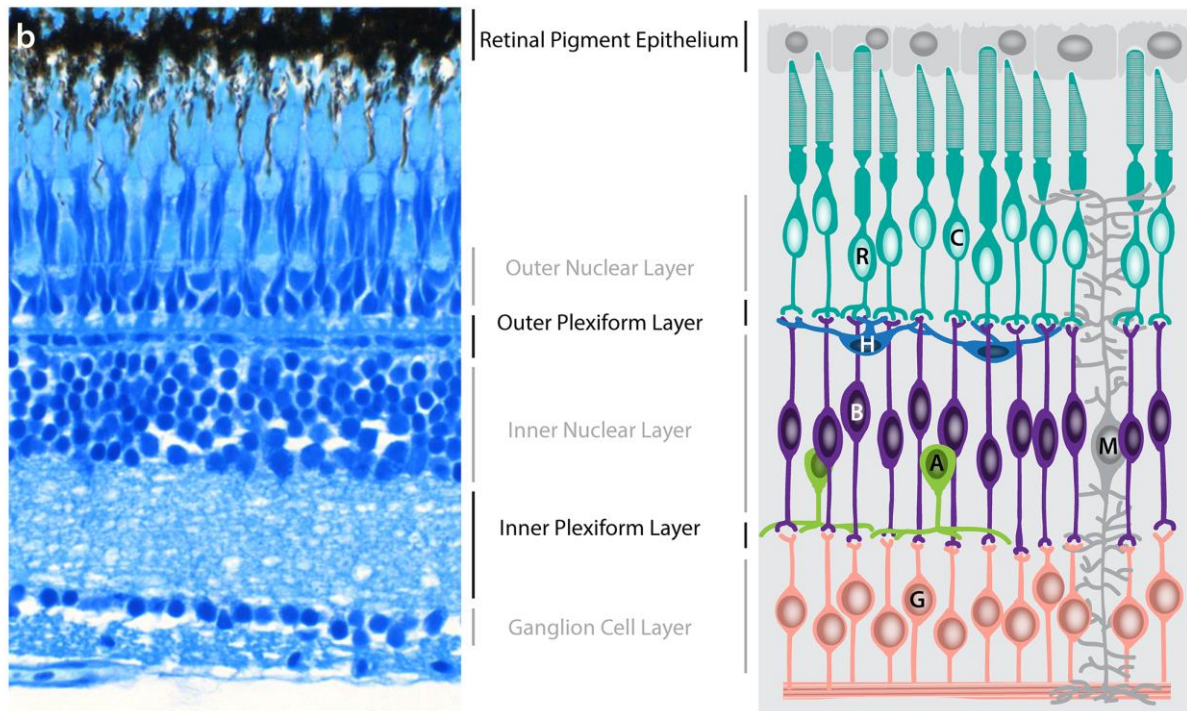 b
Retinal Pigment Epithelium
Outer Nuclear Layer
Outer Plexiform Layer
Inner Nuclear Layer
Inner Plexiform Layer
Ganglion Cell Layer
C
R
H
B
A
M
G